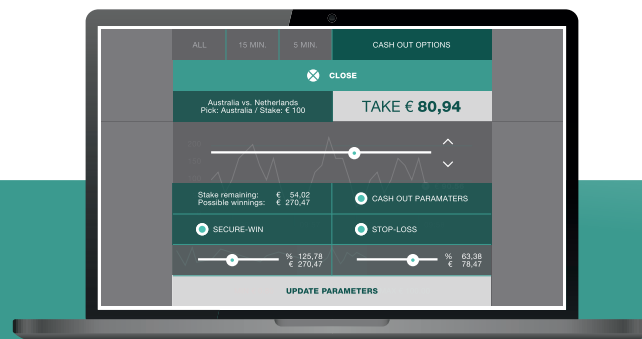 ALL
15 MIN.
5 MIN.
CASH OUT OPTIONS
CLOSE
Australia vs. Netherlands
Pick: Australia / Stake: € 100
TAKE € 80,94
Stake remaining: € 54,02
Possible winnings: € 270,47
CASH OUT PARAMATERS
SECURE-WIN
STOP-LOSS
% 125,78
€ 270,47
% 63,38
€ 78,47
UPDATE PARAMETERS